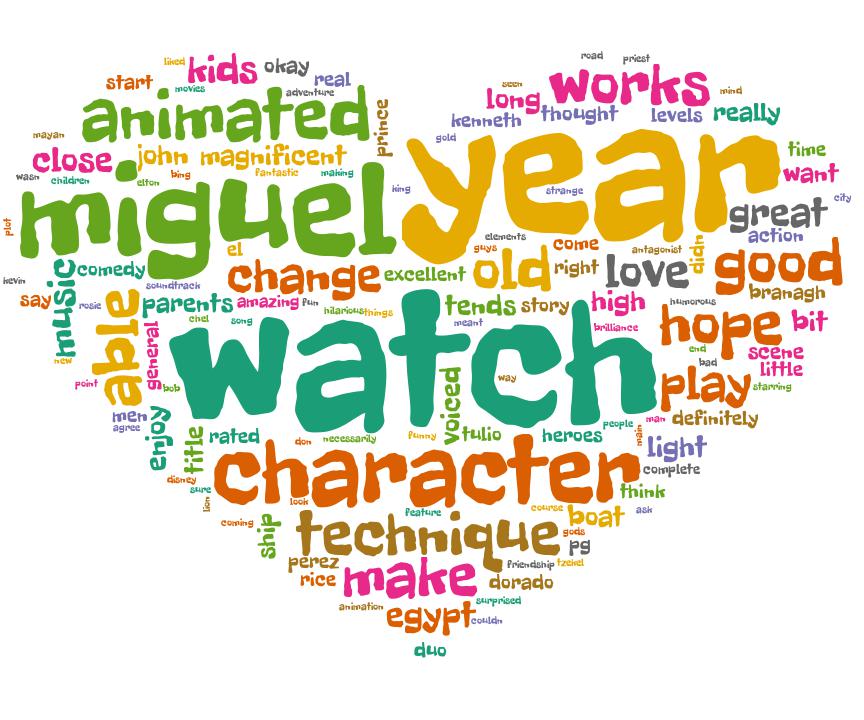 road priest
liked kids okay
start movies real
adventure
seen works mind
long
animated
prince
kenneth thought levels really
mayan
gold
close john magnificent
year
time
wasn children elton bing fantastic making
want
king strange
city
miguel
great
plot
action
elements
guys come antagonist didn
el
music comedy
change excellent old right love good
kevin
soundtrack
branagh
say rosie able parents amazing fun
tends story high humorous
hilarious things
chel song
meant brilliance
hope bit
new general
watch
end scene
bad little
point bob
way
play starring
voiced
men
agree enjoy
people man definitely
title rated don necessarily funny tulio heroes main
light
character
complete
disney
sure
lion look
think
coming ship
feature course boat ask
technique
gods
pg
perez
friendship tzekel
rice make dorado
animation surprised
egypt couldn
duo